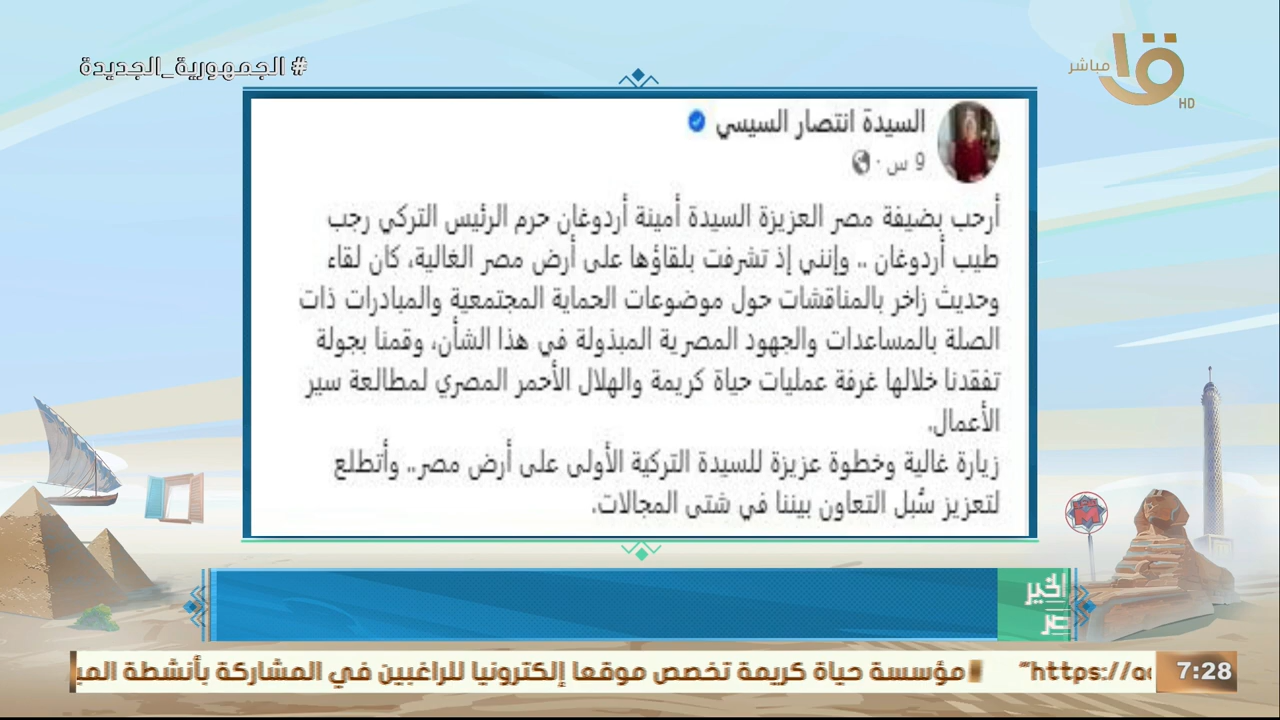 # الجمهورية_الجديدة
مباشر
HD
السيدة انتصار السيسي
9 س ·
أرحب بضيفة مصر العزيزة السيدة أمينة أردوغان حرم الرئيس التركي رجب
طيب أردوغان .. وإنني إذ تشرفت بلقاؤها على أرض مصر الغالية، كان لقاء
وحديث زاخر بالمناقشات حول موضوعات الحماية المجتمعية والمبادرات ذات
الصلة بالمساعدات والجهود المصرية المبذولة في هذا الشأن، وقمنا بجولة
تفقدنا خلالها غرفة عمليات حياة كريمة والهلال الأحمر المصري لمطالعة سير
الأعمال.
زيارة غالية وخطوة عزيزة للسيدة التركية الأولى على أرض مصر.. وأتطلع
لتعزيز سُبل التعاون بيننا في شتى المجالات.
M
7:28
"https://a
مؤسسة حياة كريمة تخصص موقعا إلكترونيا للراغبين في المشاركة بأنشطة